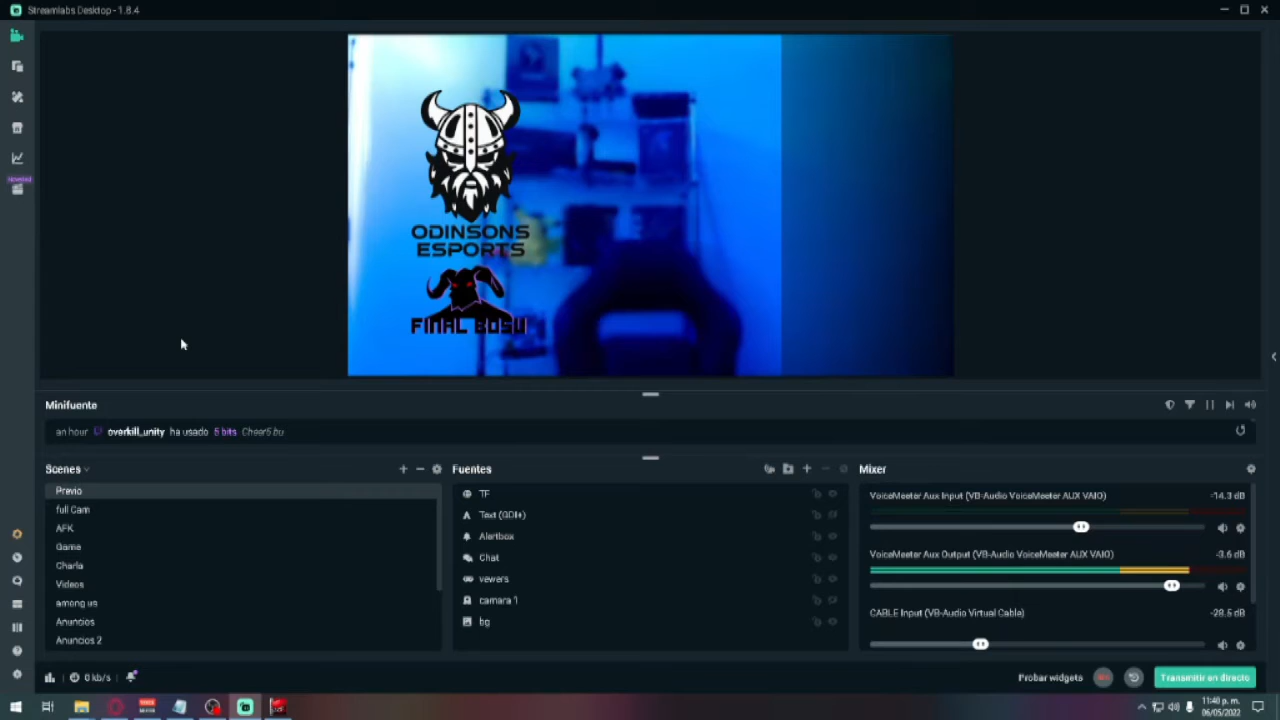 Streamlabs Desktop - 1.8.4
ODINSONS
ESPORTS
FINAL BOSU
Minifuente
an hour overkill_unity ha usado 5 bits Cheer5 bu
Scenes
Previo
full Cam
AFK
Game
Charla
Videos
among us
Anuncios
Anuncios 2
Fuentes
TF
Text (GDI+)
Alertbox
Chat
vewers
camara 1
bg
Mixer
VoiceMeeter Aux Input (VB-Audio VoiceMeeter AUX VAIO) -14.3 dB
VoiceMeeter Aux Output (VB-Audio VoiceMeeter AUX VAIO) -3.6 dB
CABLE Input (VB-Audio Virtual Cable) -28.5 dB
0 kb/s
Probar widgets
REC
Transmitir en directo
11:40 p. m.
06/05/2022